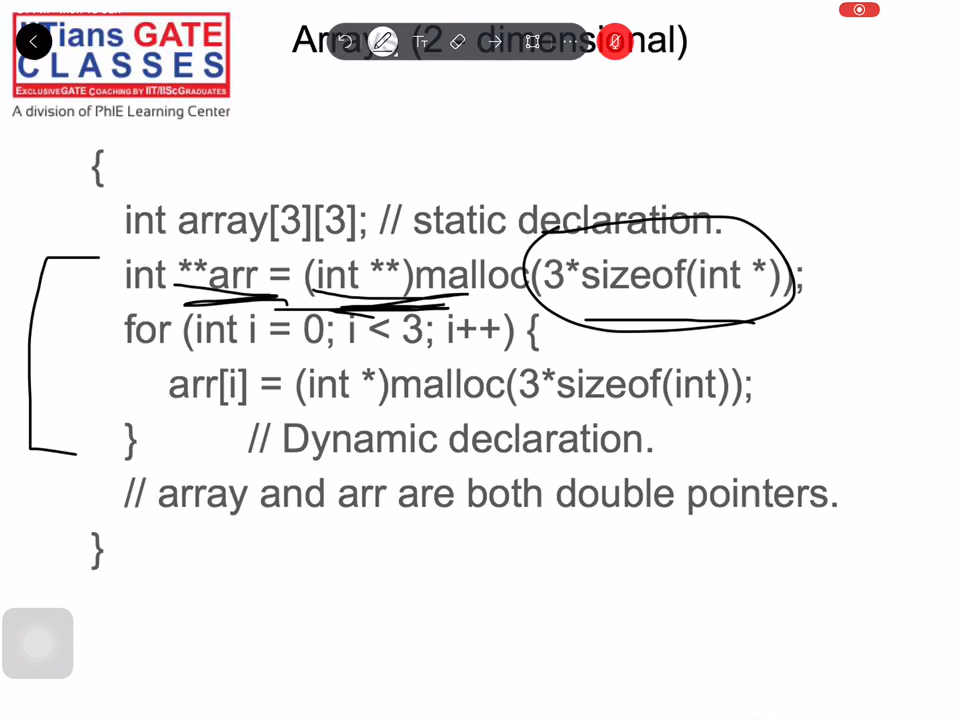 IITians GATE
CLASSES
EXCLUSIVE GATE COACHING BY IIT/IISC GRADUATES
A division of PhIE Learning Center
(2 dimensional)
{
int array[3][3]; // static declaration.
int **arr = (int **)malloc(3*sizeof(int *));
for (int i = 0; i < 3; i++) {
arr[i] = (int *)malloc(3*sizeof(int));
} // Dynamic declaration.
// array and arr are both double pointers.
}